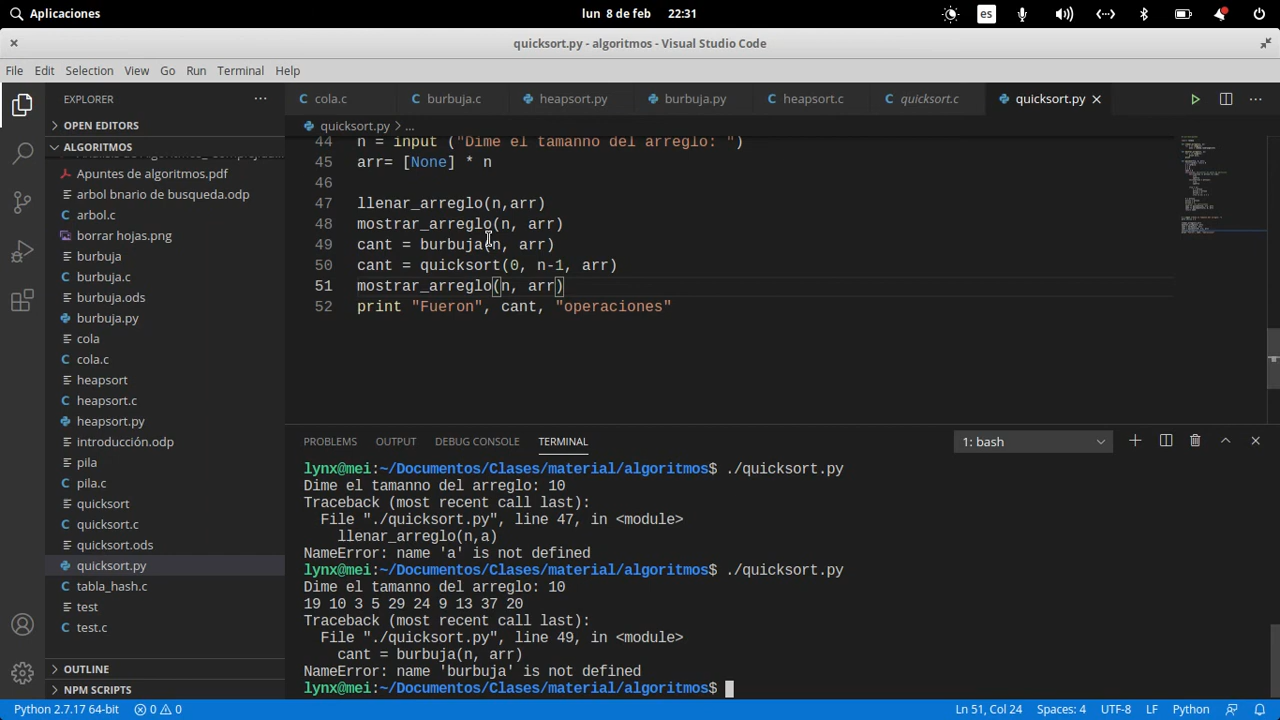 Aplicaciones
lun 8 de feb 22:31
es
quicksort.py - algoritmos - Visual Studio Code
File Edit Selection View Go Run Terminal Help
EXPLORER
cola.c burbuja.c heapsort.py burbuja.py heapsort.c quicksort.c quicksort.py
OPEN EDITORS
quicksort.py > ...
ALGORITMOS
Apuntes de algoritmos.pdf
arbol bnario de busqueda.odp
arbol.c
borrar hojas.png
burbuja
burbuja.c
burbuja.ods
burbuja.py
cola
cola.c
heapsort
heapsort.c
heapsort.py
introducción.odp
pila
pila.c
quicksort
quicksort.c
quicksort.ods
quicksort.py
tabla_hash.c
test
test.c
OUTLINE
NPM SCRIPTS
44 n = input ("Dime el tamanno del arreglo: ")
45 arr= [None] * n
46
47 llenar_arreglo(n,arr)
48 mostrar_arreglo(n, arr)
49 cant = burbuja(n, arr)
50 cant = quicksort(0, n-1, arr)
51 mostrar_arreglo(n, arr)
52 print "Fueron", cant, "operaciones"
PROBLEMS OUTPUT DEBUG CONSOLE TERMINAL 1: bash
lynx@mei:~/Documentos/Clases/material/algoritmos$ ./quicksort.py
Dime el tamanno del arreglo: 10
Traceback (most recent call last):
File "./quicksort.py", line 47, in <module>
llenar_arreglo(n,a)
NameError: name 'a' is not defined
lynx@mei:~/Documentos/Clases/material/algoritmos$ ./quicksort.py
Dime el tamanno del arreglo: 10
19 10 3 5 29 24 9 13 37 20
Traceback (most recent call last):
File "./quicksort.py", line 49, in <module>
cant = burbuja(n, arr)
NameError: name 'burbuja' is not defined
lynx@mei:~/Documentos/Clases/material/algoritmos$
Python 2.7.17 64-bit 0 0 Ln 51, Col 24 Spaces: 4 UTF-8 LF Python